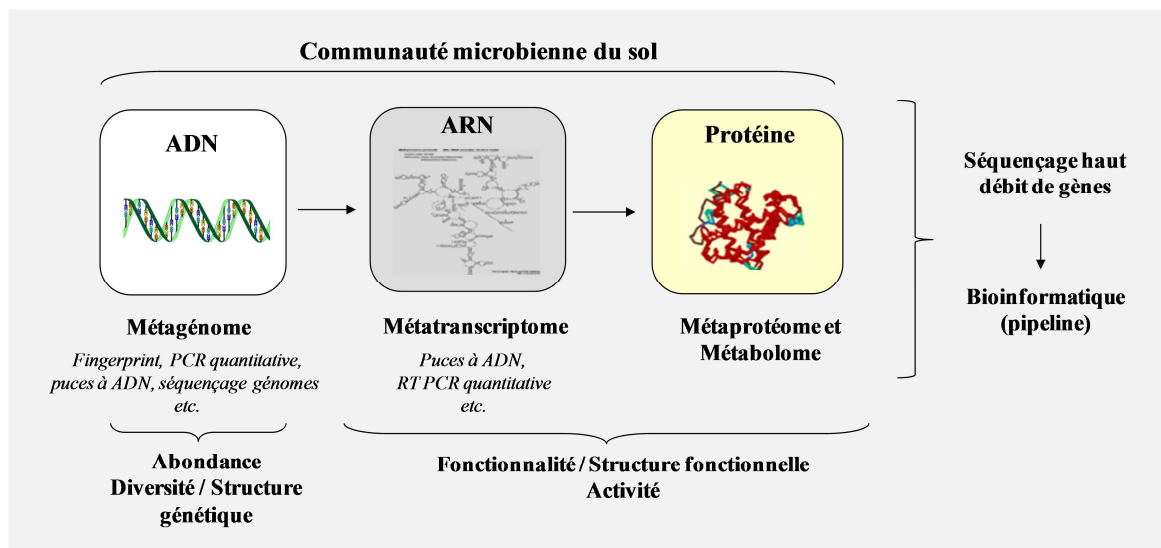 Communauté microbienne du sol
ADN
ARN
Protéine
Métagénome
Fingerprint, PCR quantitative,
puces à ADN, séquençage génomes
etc.
Métatranscriptome
Puces à ADN,
RT PCR quantitative
etc.
Métaprotéome et
Métabolome
Abondance
Diversité / Structure
génétique
Fonctionnalité / Structure fonctionnelle
Activité
Séquençage haut
débit de gènes
Bioinformatique
(pipeline)